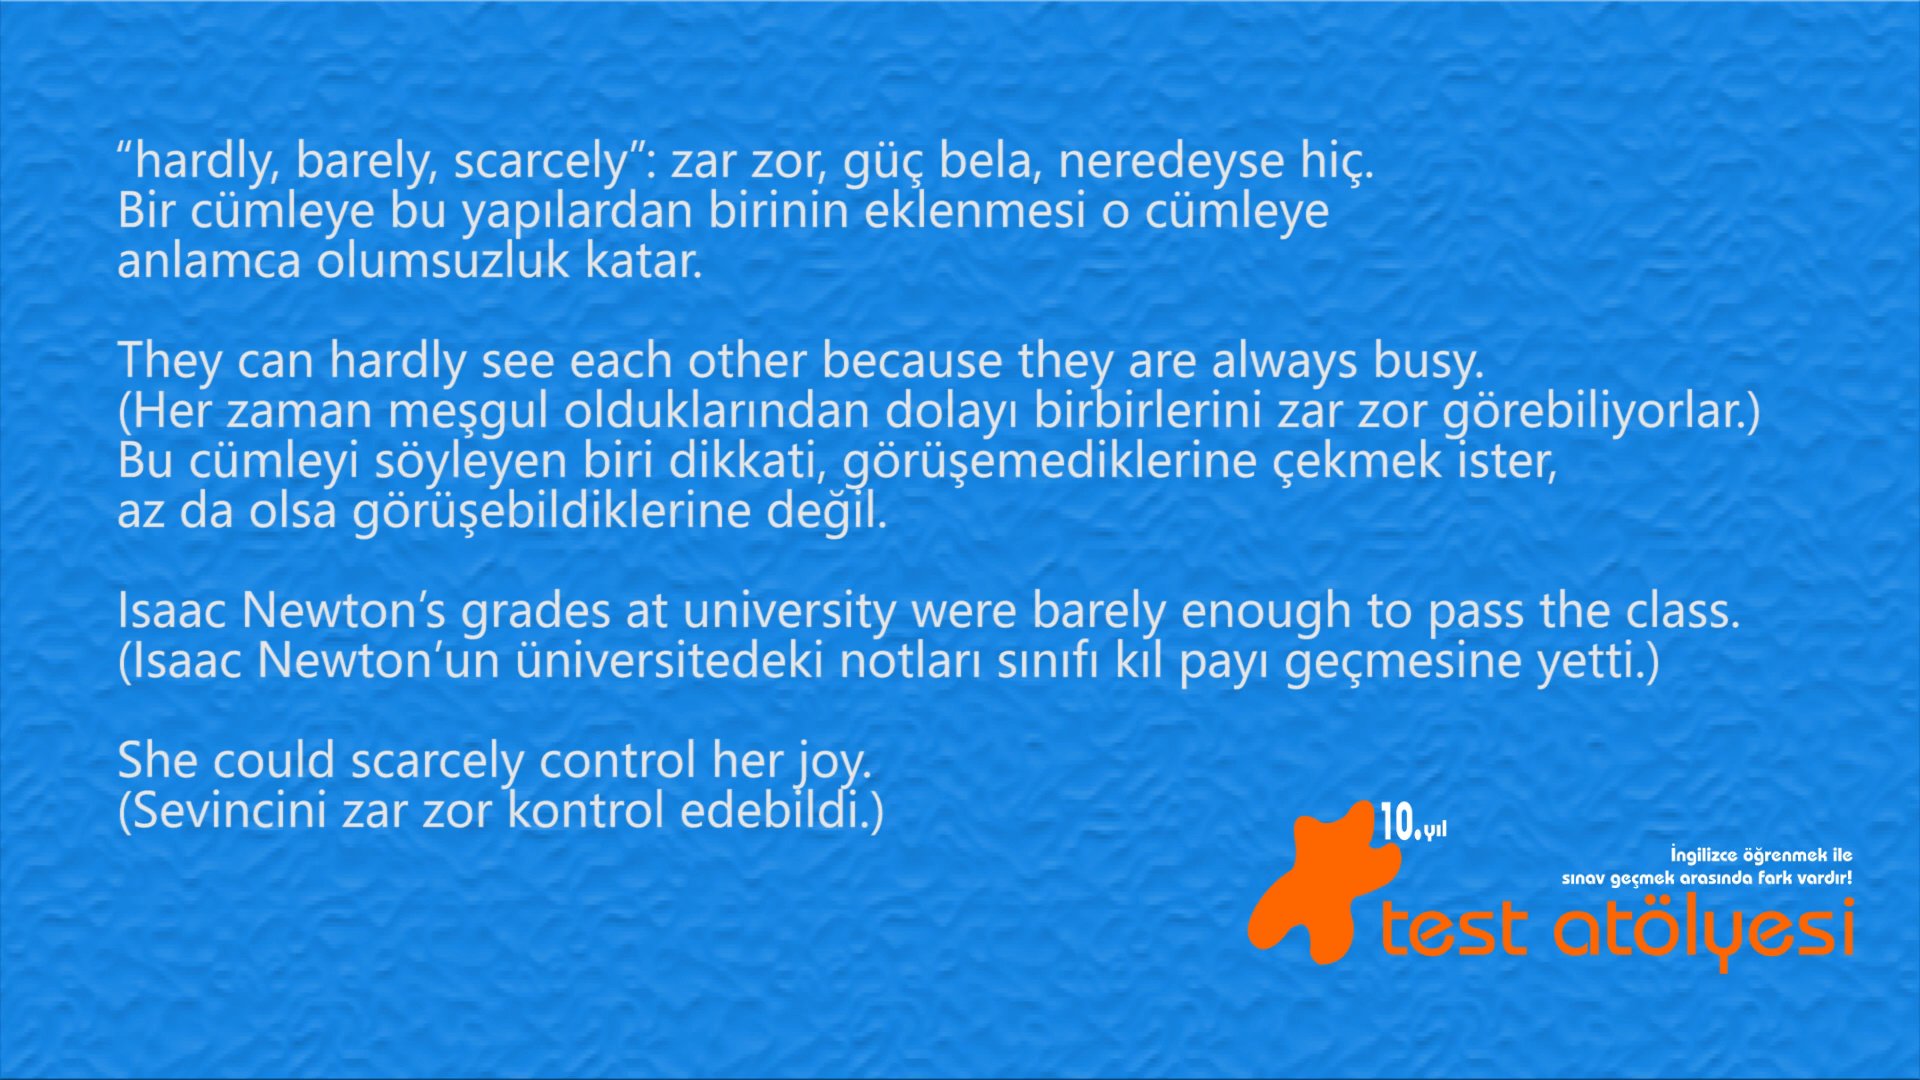 “hardly, barely, scarcely”: zar zor, güç bela, neredeyse hiç.
Bir cümleye bu yapılardan birinin eklenmesi o cümleye
anlamca olumsuzluk katar.
They can hardly see each other because they are always busy.
(Her zaman meşgul olduklarından dolayı birbirlerini zar zor görebiliyorlar.)
Bu cümleyi söyleyen biri dikkati, görüşemediklerine çekmek ister,
az da olsa görüşebildiklerine değil.
Isaac Newton’s grades at university were barely enough to pass the class.
(Isaac Newton’un üniversitedeki notları sınıfı kıl payı geçmesine yetti.)
She could scarcely control her joy.
(Sevincini zar zor kontrol edebildi.)
10.yıl
İngilizce öğrenmek ile
sınav geçmek arasında fark vardır!
test atölyesi